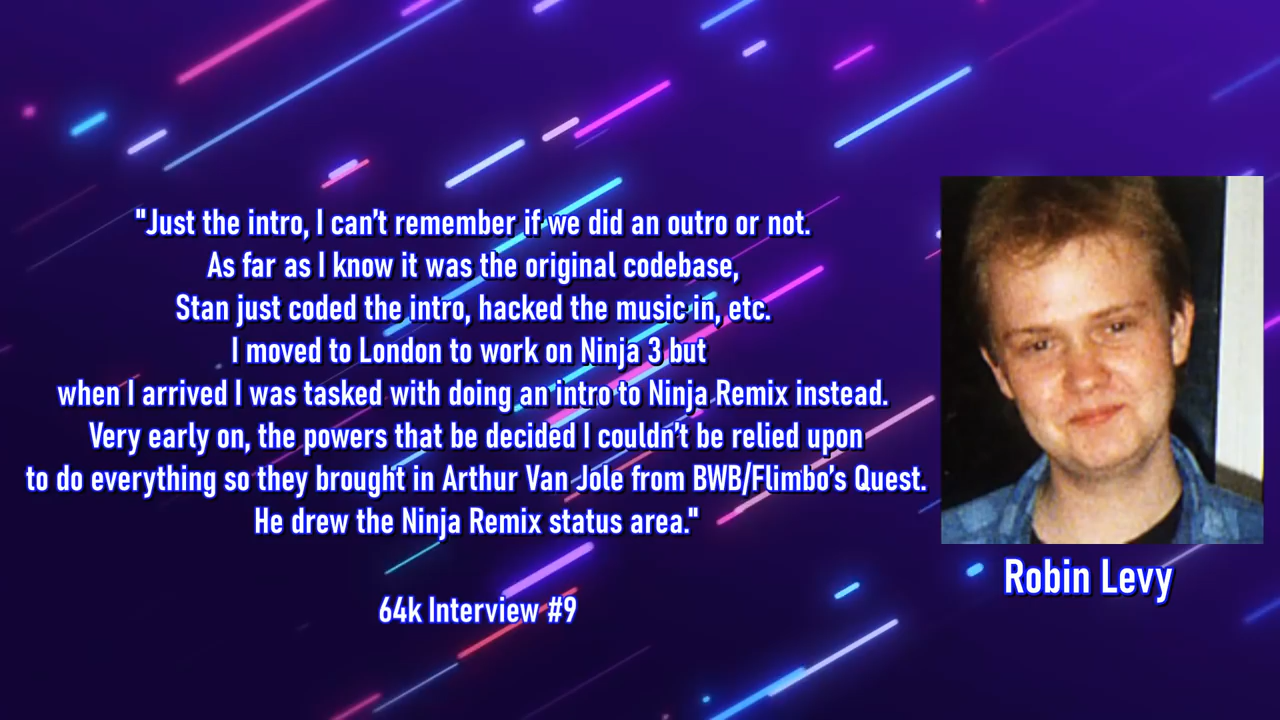 "Just the intro, I can't remember if we did an outro or not.
As far as I know it was the original codebase,
Stan just coded the intro, hacked the music in, etc.
I moved to London to work on Ninja 3 but
when I arrived I was tasked with doing an intro to Ninja Remix instead.
Very early on, the powers that be decided I couldn't be relied upon
to do everything so they brought in Arthur Van Jole from BWB/Flimbo's Quest.
He drew the Ninja Remix status area."
64k Interview #9
Robin Levy